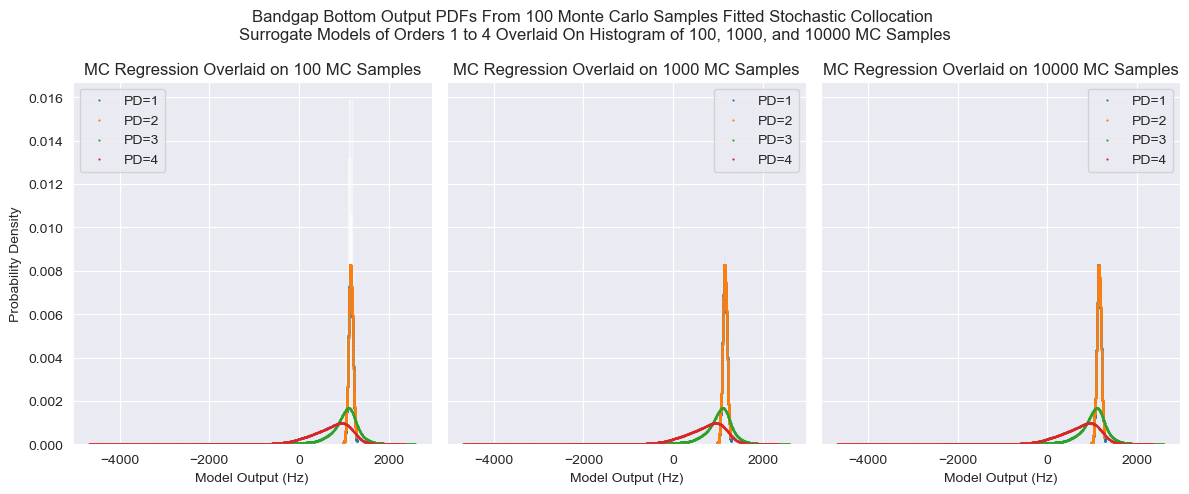 Bandgap Bottom Output PDFs From 100 Monte Carlo Samples Fitted Stochastic Collocation
Surrogate Models of Orders 1 to 4 Overlaid On Histogram of 100, 1000, and 10000 MC Samples
MC Regression Overlaid on 100 MC Samples
MC Regression Overlaid on 1000 MC Samples
MC Regression Overlaid on 10000 MC Samples
Probability Density
0.016
0.014
0.012
0.010
0.008
0.006
0.004
0.002
0.000
PD=1
PD=2
PD=3
PD=4
−4000
−2000
0
2000
Model Output (Hz)
PD=1
PD=2
PD=3
PD=4
−4000
−2000
0
2000
Model Output (Hz)
PD=1
PD=2
PD=3
PD=4
−4000
−2000
0
2000
Model Output (Hz)